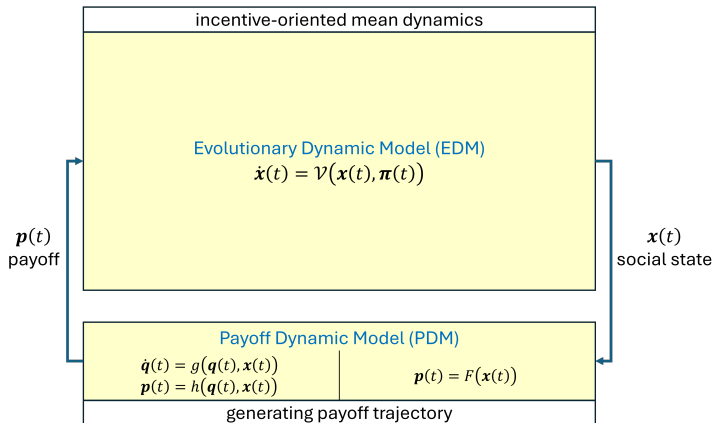 incentive-oriented mean dynamics
Evolutionary Dynamic Model (EDM)
𝒙̇(t) = 𝒱(𝒙(t), 𝝅(t))
𝒑(t)
payoff
𝒙(t)
social state
Payoff Dynamic Model (PDM)
𝒒̇(t) = g(𝒒(t), 𝒙(t))
𝒑(t) = h(𝒒(t), 𝒙(t))
𝒑(t) = F(𝒙(t))
generating payoff trajectory